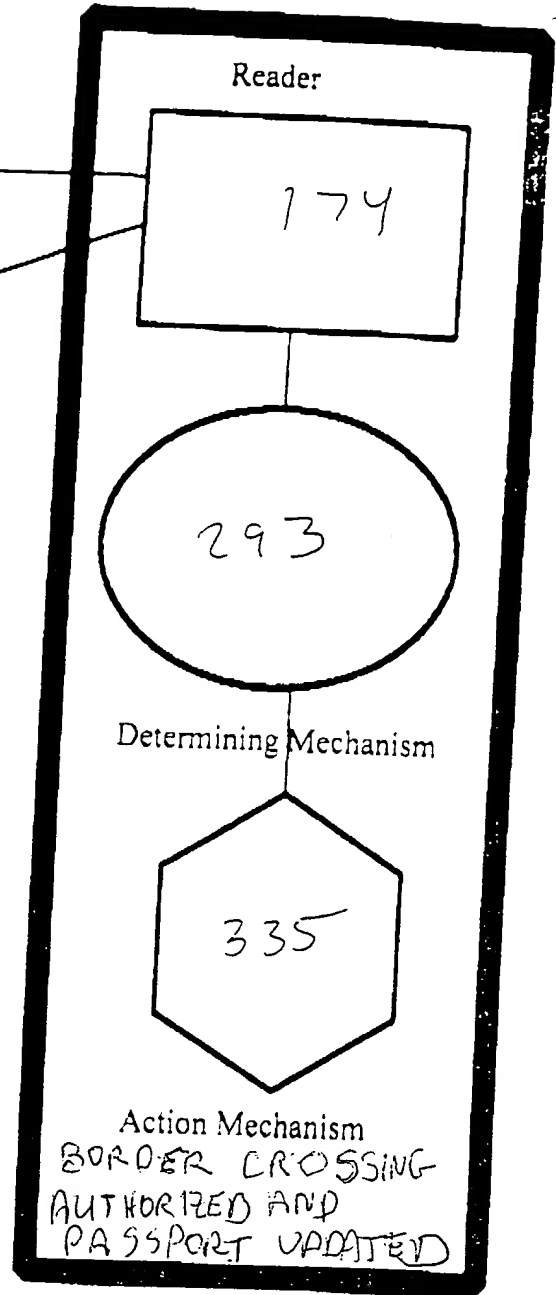 Reader
174
293
Determining Mechanism
335
Action Mechanism
BORDER CROSSING
AUTHORIZED AND
PASSPORT UPDATED